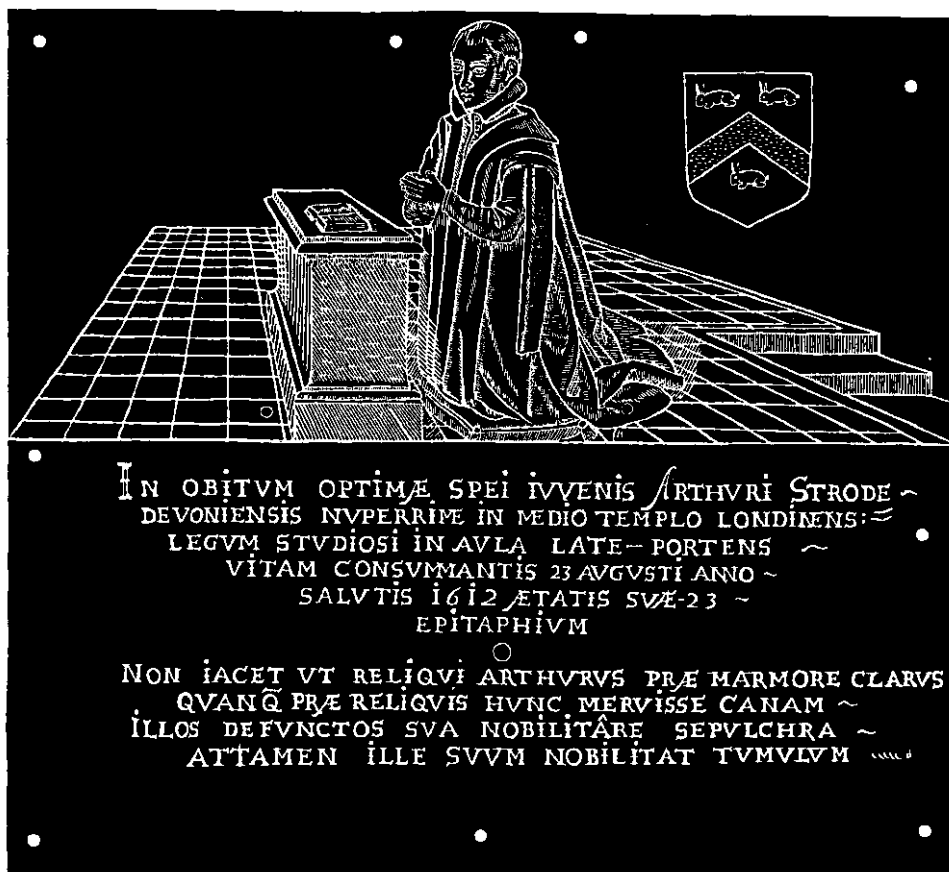 IN OBITVM OPTIMÆ SPEI IVVENIS ARTHVRI STRODE ~
DEVONIENSIS NVPERRIME IN MEDIO TEMPLO LONDINENS:=
LEGVM STVDIOSI IN AVLA LATE-PORTENS ~
VITAM CONSVMMANTIS 23 AVGVSTI ANNO ~
SALVTIS 1612 ÆTATIS SVÆ-23 ~
EPITAPHIVM
NON IACET VT RELIQVI ARTHVRVS PRÆ MARMORE CLARVS
QVANQ̃ PRÆ RELIQVIS HVNC MERVISSE CANAM ~
ILLOS DEFVNCTOS SVA NOBILITÂRE SEPVLCHRA ~
ATTAMEN ILLE SVVM NOBILITAT TVMVLVM